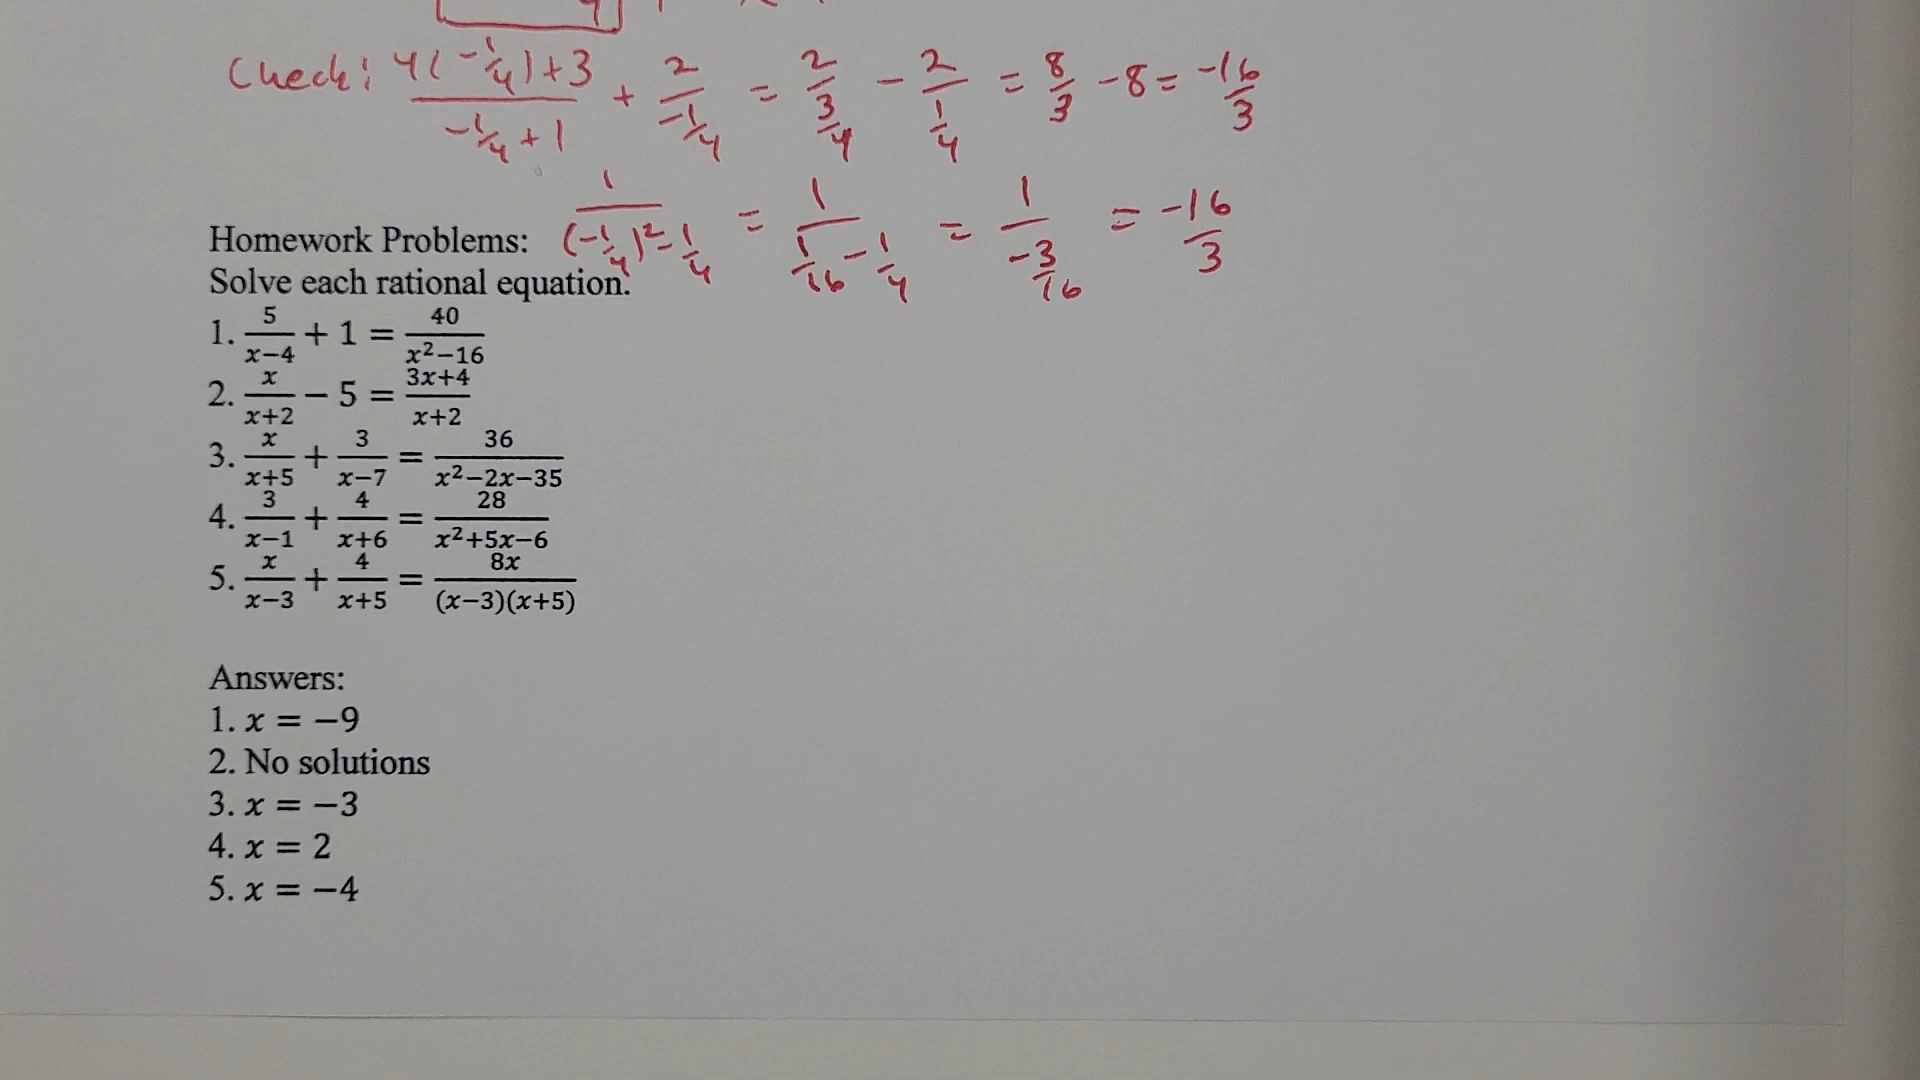 Check: (4(-1/4)+3)/(-1/4+1) + 2/(-1/4) = 2/(3/4) - 2/(1/4) = 8/3 - 8 = -16/3
1/((-1/4)²-1/4) = 1/(1/16-1/4) = 1/(-3/16) = -16/3
Homework Problems:
Solve each rational equation.
1. 5/(x−4) + 1 = 40/(x²−16)
2. x/(x+2) − 5 = (3x+4)/(x+2)
3. x/(x+5) + 3/(x−7) = 36/(x²−2x−35)
4. 3/(x−1) + 4/(x+6) = 28/(x²+5x−6)
5. x/(x−3) + 4/(x+5) = 8x/((x−3)(x+5))
Answers:
1. x = −9
2. No solutions
3. x = −3
4. x = 2
5. x = −4